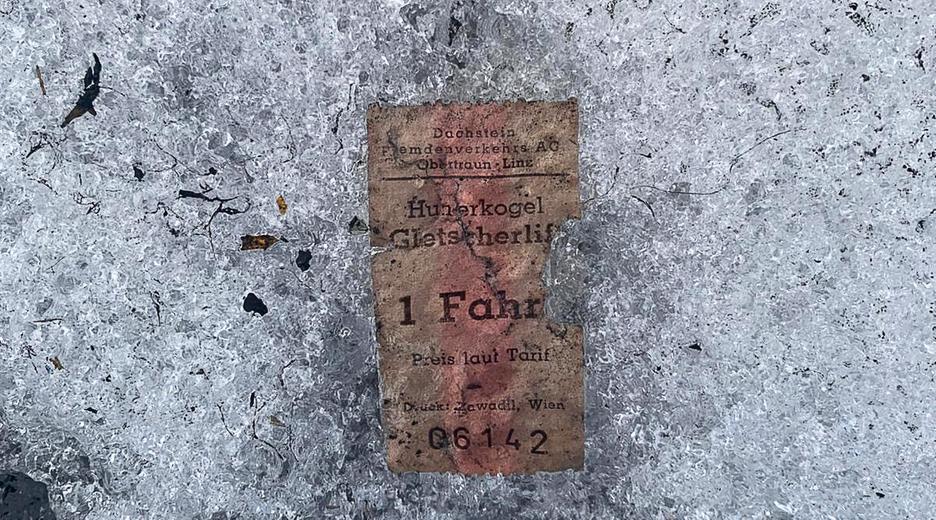 Dachstein
Fremdenverkehrs AG
Obertraun - Linz
Hunerkogel
Gletscherlif
1 Fahr
Preis laut Tarif
Druck: Zawadil, Wien
06142